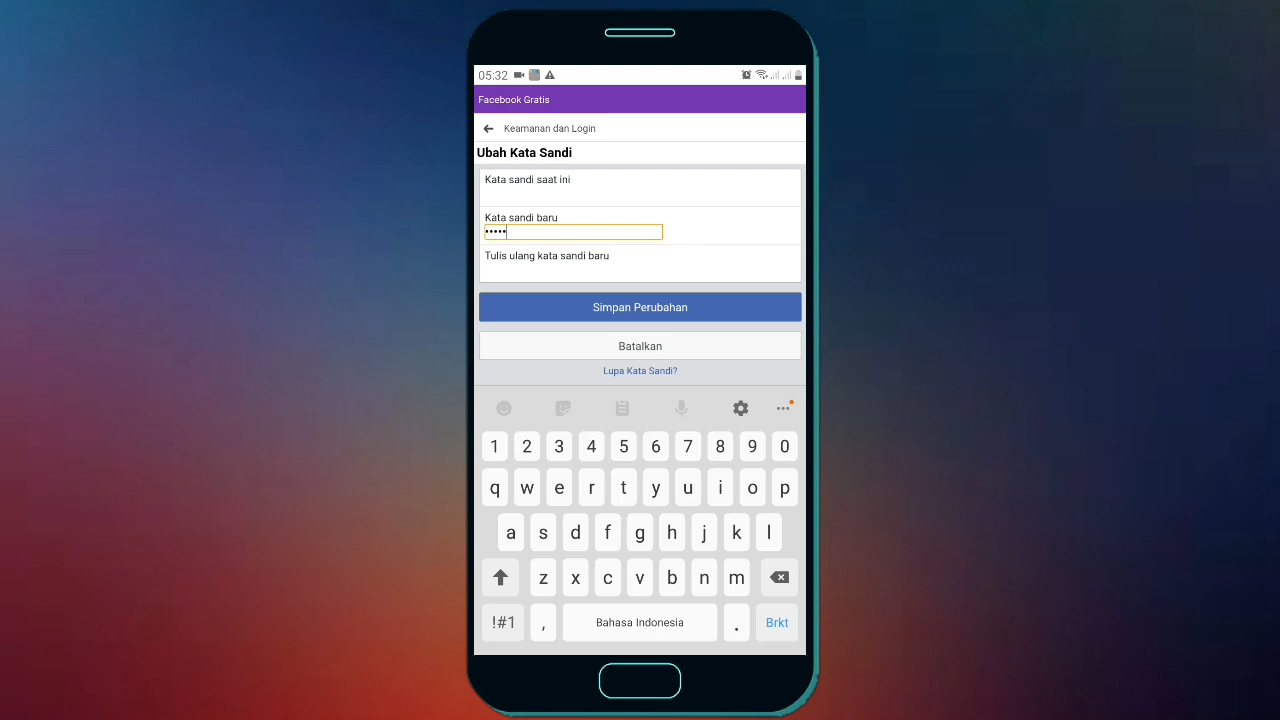 05:32
Facebook Gratis
Keamanan dan Login
Ubah Kata Sandi
Kata sandi saat ini
Kata sandi baru
•••••
Tulis ulang kata sandi baru
Simpan Perubahan
Batalkan
Lupa Kata Sandi?
1 2 3 4 5 6 7 8 9 0
q w e r t y u i o p
a s d f g h j k l
z x c v b n m
!#1 , Bahasa Indonesia . Brkt